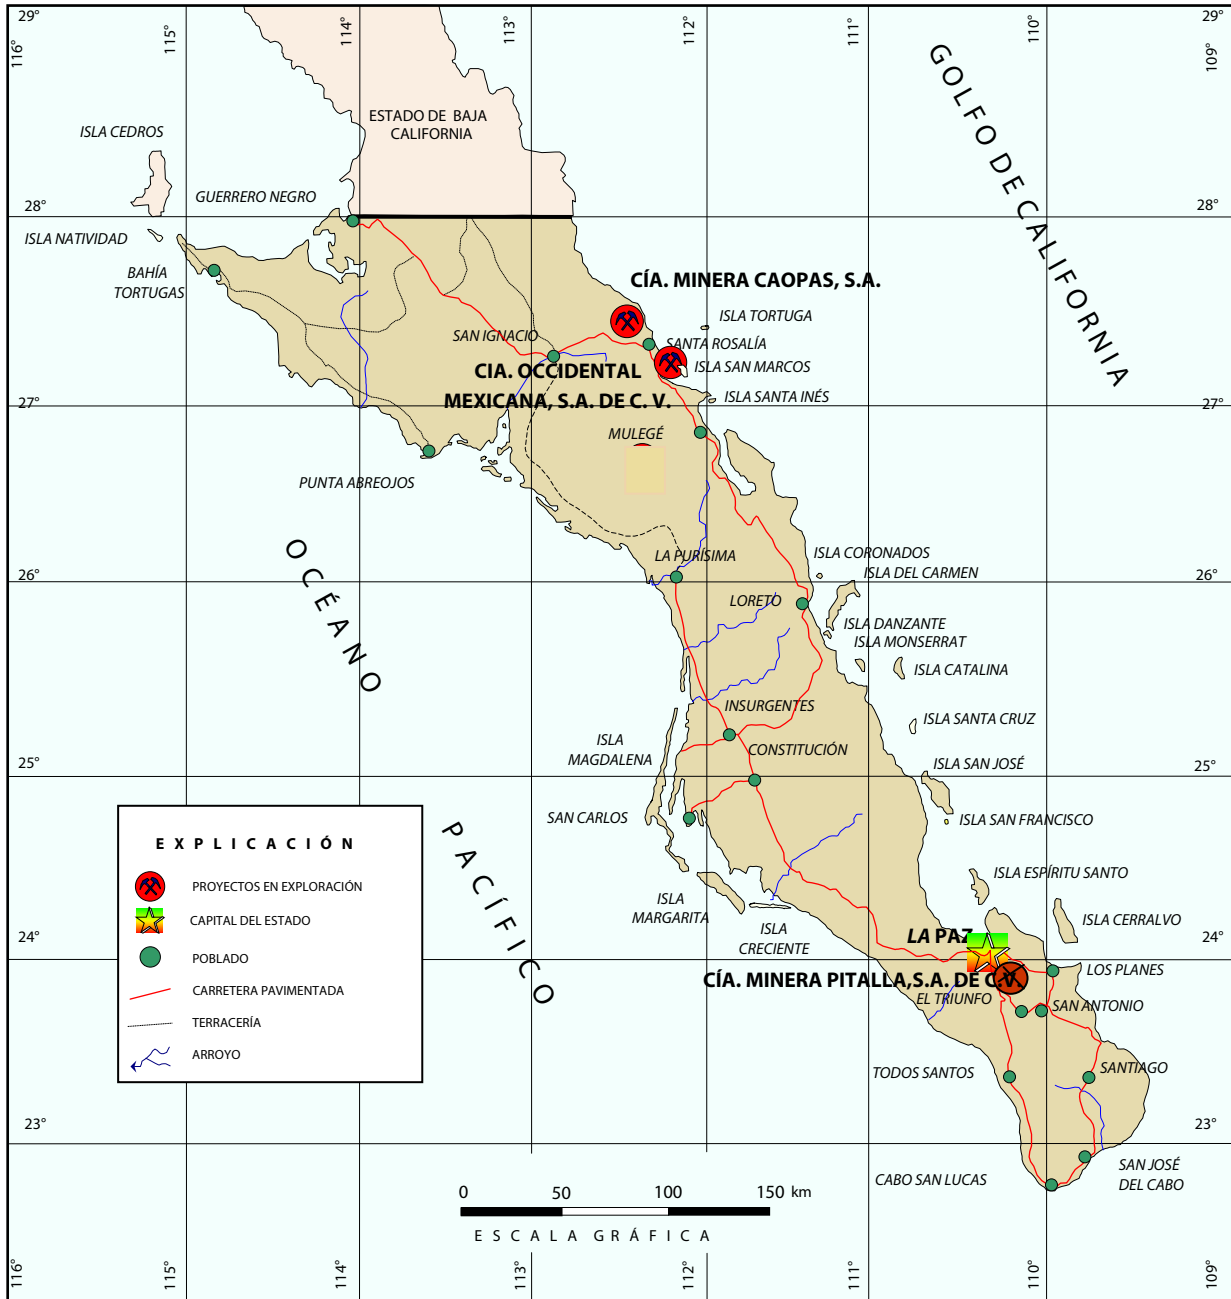 29°
116°
115°
114°
113°
112°
111°
110°
29°
109°
GOLFO DE CALIFORNIA
ESTADO DE BAJA
CALIFORNIA
ISLA CEDROS
GUERRERO NEGRO
28°
28°
ISLA NATIVIDAD
BAHÍA
TORTUGAS
CÍA. MINERA CAOPAS, S.A.
ISLA TORTUGA
SAN IGNACIO
SANTA ROSALÍA
ISLA SAN MARCOS
CIA. OCCIDENTAL
MEXICANA, S.A. DE C. V.
ISLA SANTA INÉS
27°
27°
MULEGÉ
PUNTA ABREOJOS
OCÉANO
LA PURÍSIMA
ISLA CORONADOS
ISLA DEL CARMEN
26°
26°
LORETO
ISLA DANZANTE
ISLA MONSERRAT
ISLA CATALINA
INSURGENTES
ISLA SANTA CRUZ
ISLA
MAGDALENA
CONSTITUCIÓN
ISLA SAN JOSÉ
25°
25°
SAN CARLOS
ISLA SAN FRANCISCO
PACÍFICO
EXPLICACIÓN
PROYECTOS EN EXPLORACIÓN
CAPITAL DEL ESTADO
POBLADO
CARRETERA PAVIMENTADA
TERRACERÍA
ARROYO
ISLA ESPÍRITU SANTO
ISLA
MARGARITA
ISLA
CRECIENTE
ISLA CERRALVO
LA PAZ
24°
24°
LOS PLANES
CÍA. MINERA PITALLA,S.A. DE C.V.
EL TRIUNFO
SAN ANTONIO
TODOS SANTOS
SANTIAGO
23°
23°
CABO SAN LUCAS
SAN JOSÉ
DEL CABO
0 50 100 150 km
ESCALA GRÁFICA
116°
115°
114°
113°
112°
111°
110°
109°